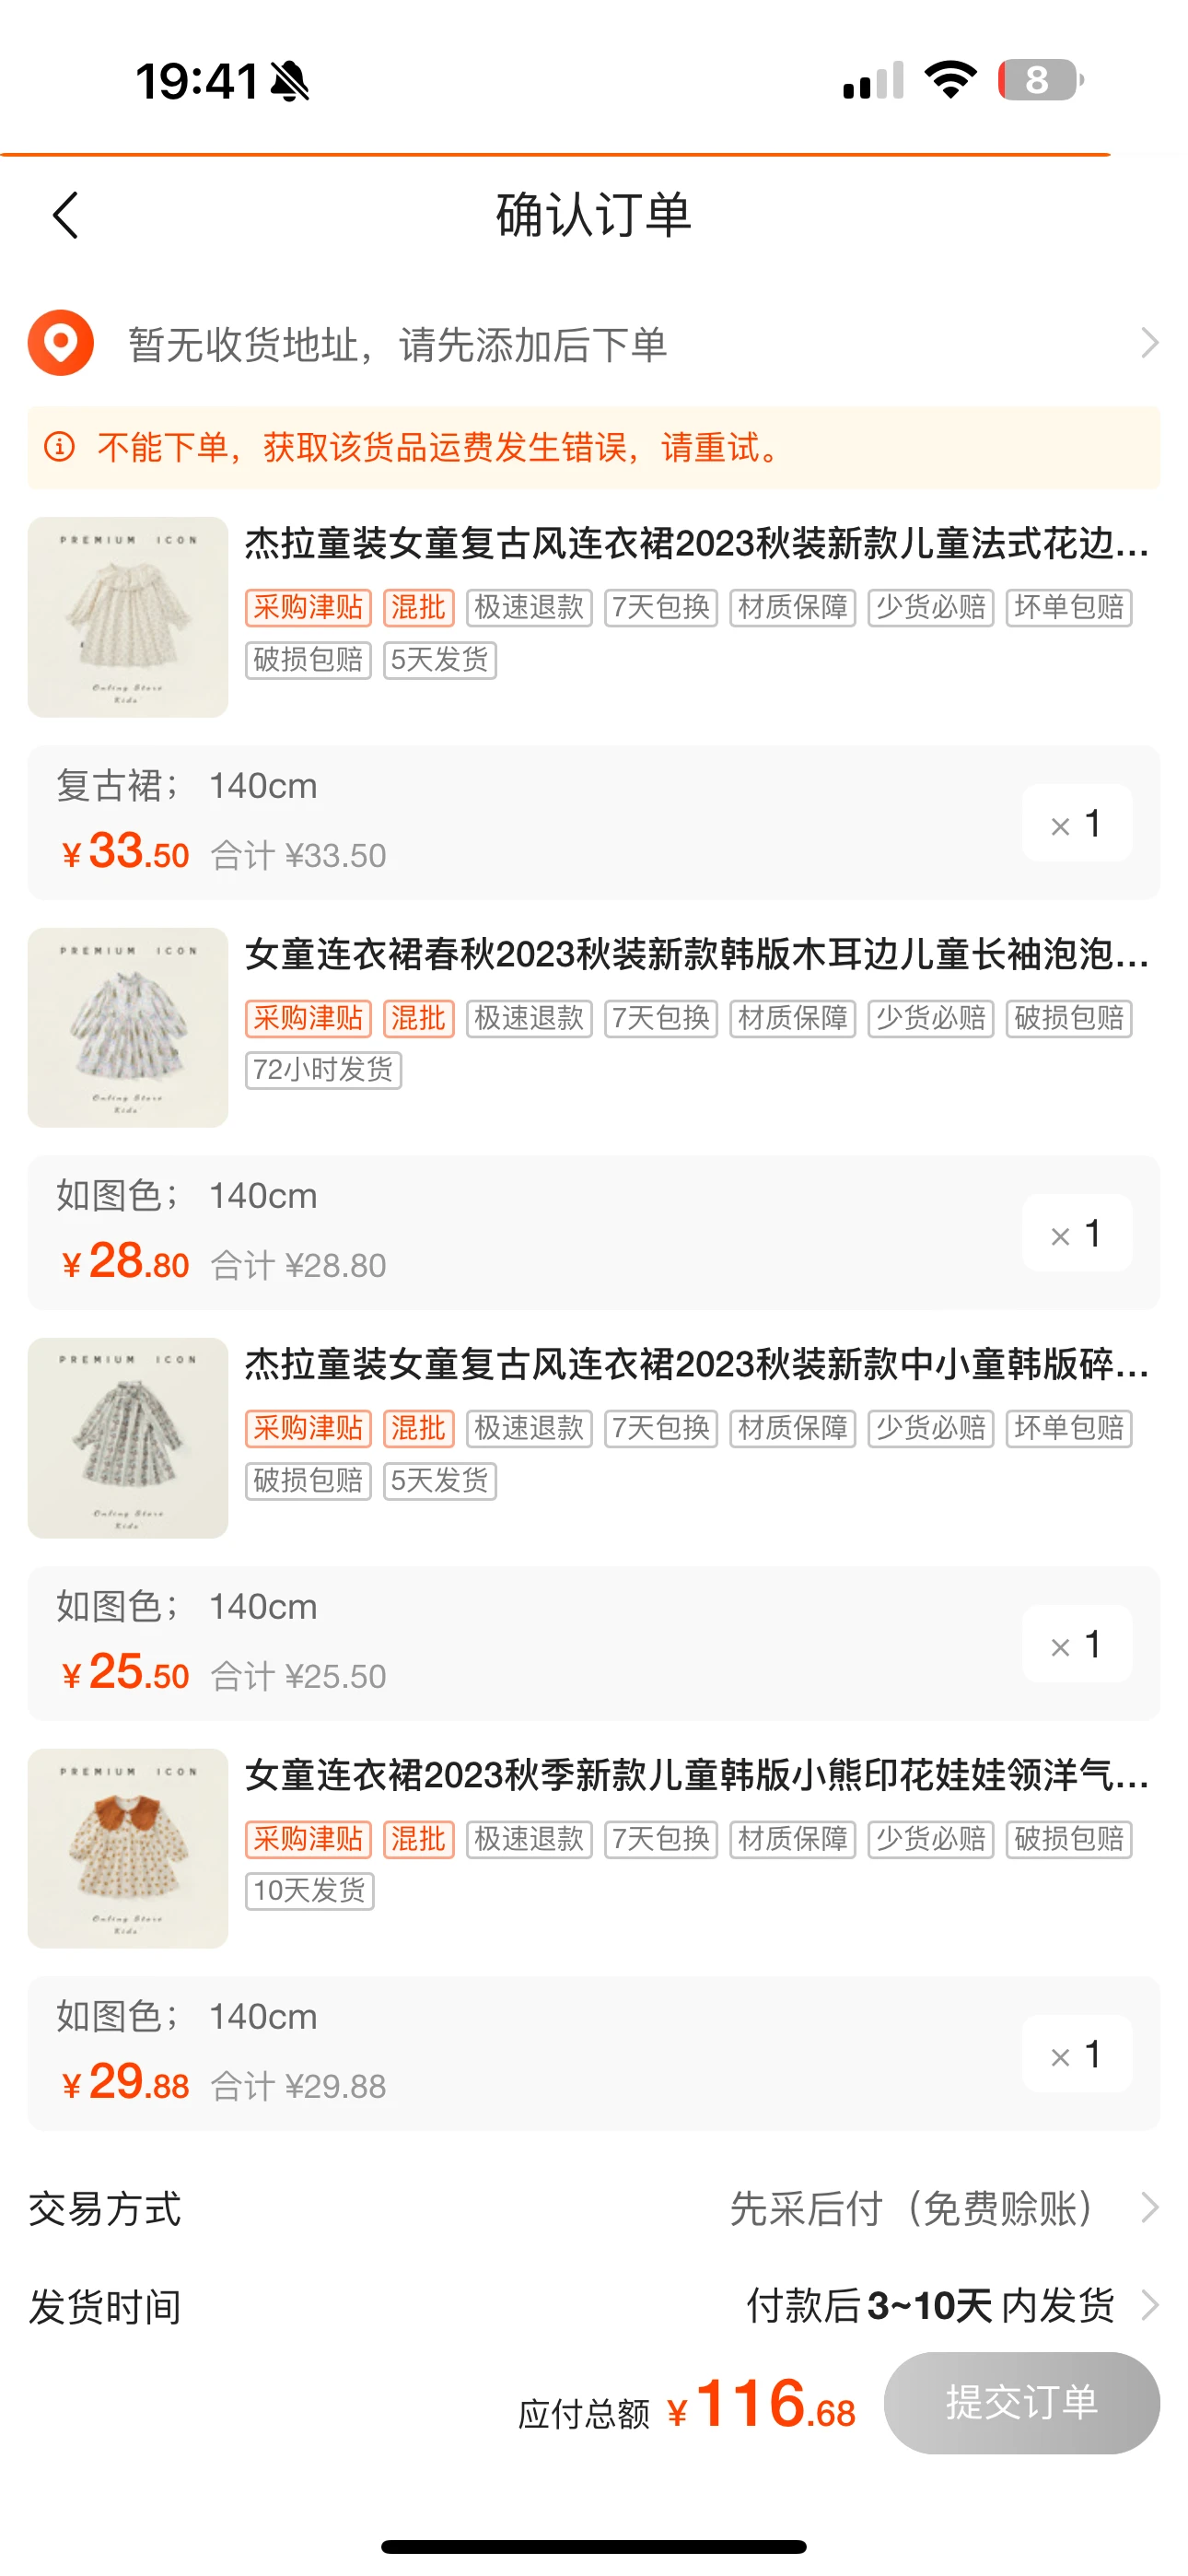 19:41
8
确认订单
暂无收货地址，请先添加后下单
不能下单，获取该货品运费发生错误，请重试。
PREMIUM ICON
Online Store
Kids
杰拉童装女童复古风连衣裙2023秋装新款儿童法式花边...
采购津贴 混批 极速退款 7天包换 材质保障 少货必赔 坏单包赔
破损包赔 5天发货
复古裙； 140cm
× 1
¥33.50 合计 ¥33.50
PREMIUM ICON
Online Store
Kids
女童连衣裙春秋2023秋装新款韩版木耳边儿童长袖泡泡...
采购津贴 混批 极速退款 7天包换 材质保障 少货必赔 破损包赔
72小时发货
如图色； 140cm
× 1
¥28.80 合计 ¥28.80
PREMIUM ICON
Online Store
Kids
杰拉童装女童复古风连衣裙2023秋装新款中小童韩版碎...
采购津贴 混批 极速退款 7天包换 材质保障 少货必赔 坏单包赔
破损包赔 5天发货
如图色； 140cm
× 1
¥25.50 合计 ¥25.50
PREMIUM ICON
Online Store
Kids
女童连衣裙2023秋季新款儿童韩版小熊印花娃娃领洋气...
采购津贴 混批 极速退款 7天包换 材质保障 少货必赔 破损包赔
10天发货
如图色； 140cm
× 1
¥29.88 合计 ¥29.88
交易方式 先采后付（免费赊账）
发货时间 付款后3~10天内发货
应付总额 ¥116.68 提交订单